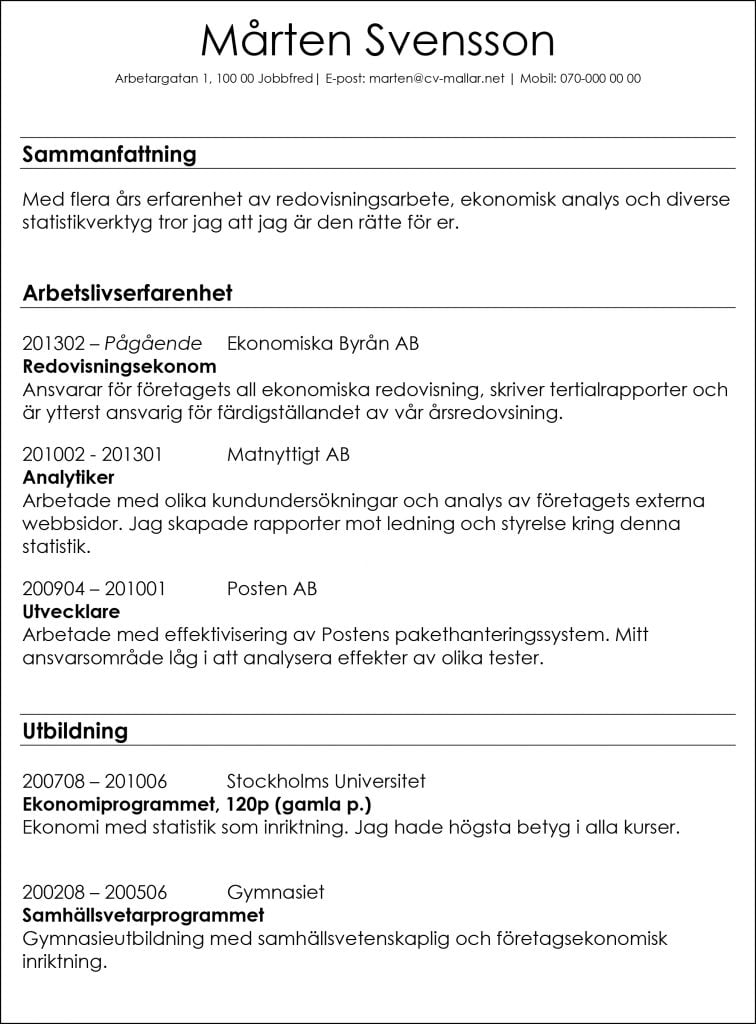 Mårten Svensson
Arbetargatan 1, 100 00 Jobbfred| E-post: marten@cv-mallar.net | Mobil: 070-000 00 00
Sammanfattning
Med flera års erfarenhet av redovisningsarbete, ekonomisk analys och diverse
statistikverktyg tror jag att jag är den rätte för er.
Arbetslivserfarenhet
201302 – Pågående Ekonomiska Byrån AB
Redovisningsekonom
Ansvarar för företagets all ekonomiska redovisning, skriver tertialrapporter och
är ytterst ansvarig för färdigställandet av vår årsredovsining.
201002 - 201301 Matnyttigt AB
Analytiker
Arbetade med olika kundundersökningar och analys av företagets externa
webbsidor. Jag skapade rapporter mot ledning och styrelse kring denna
statistik.
200904 – 201001 Posten AB
Utvecklare
Arbetade med effektivisering av Postens pakethanteringssystem. Mitt
ansvarsområde låg i att analysera effekter av olika tester.
Utbildning
200708 – 201006 Stockholms Universitet
Ekonomiprogrammet, 120p (gamla p.)
Ekonomi med statistik som inriktning. Jag hade högsta betyg i alla kurser.
200208 – 200506 Gymnasiet
Samhällsvetarprogrammet
Gymnasieutbildning med samhällsvetenskaplig och företagsekonomisk
inriktning.